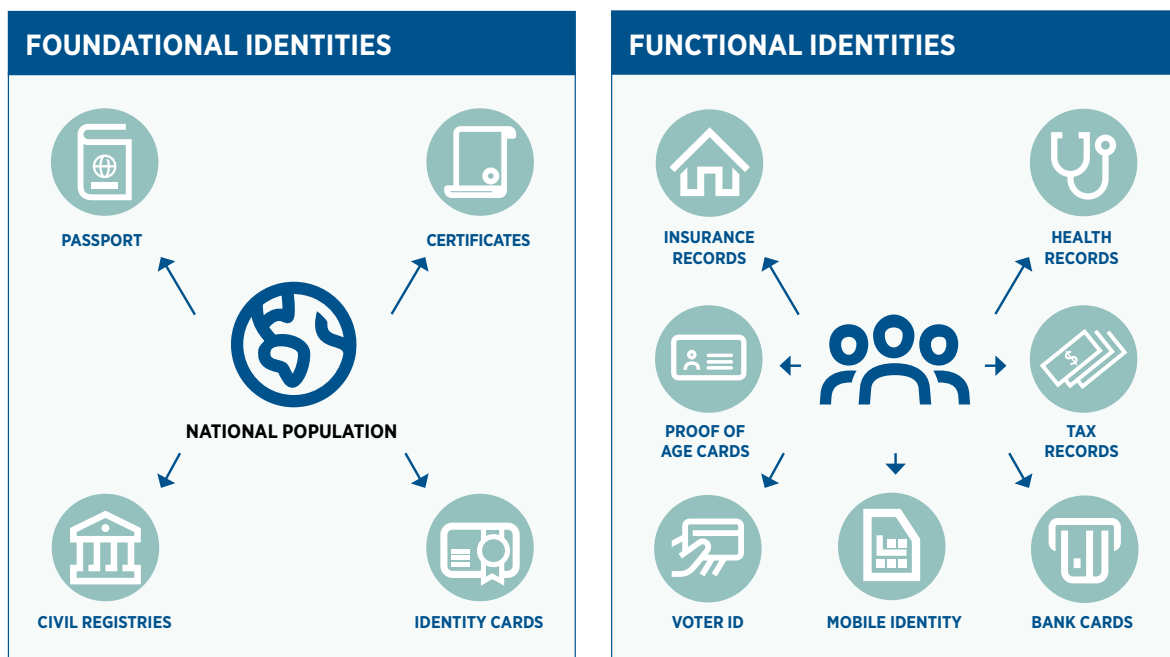 FOUNDATIONAL IDENTITIES
PASSPORT
CERTIFICATES
NATIONAL POPULATION
CIVIL REGISTRIES
IDENTITY CARDS
FUNCTIONAL IDENTITIES
INSURANCE
RECORDS
HEALTH
RECORDS
PROOF OF
AGE CARDS
$
TAX
RECORDS
VOTER ID
MOBILE IDENTITY
BANK CARDS